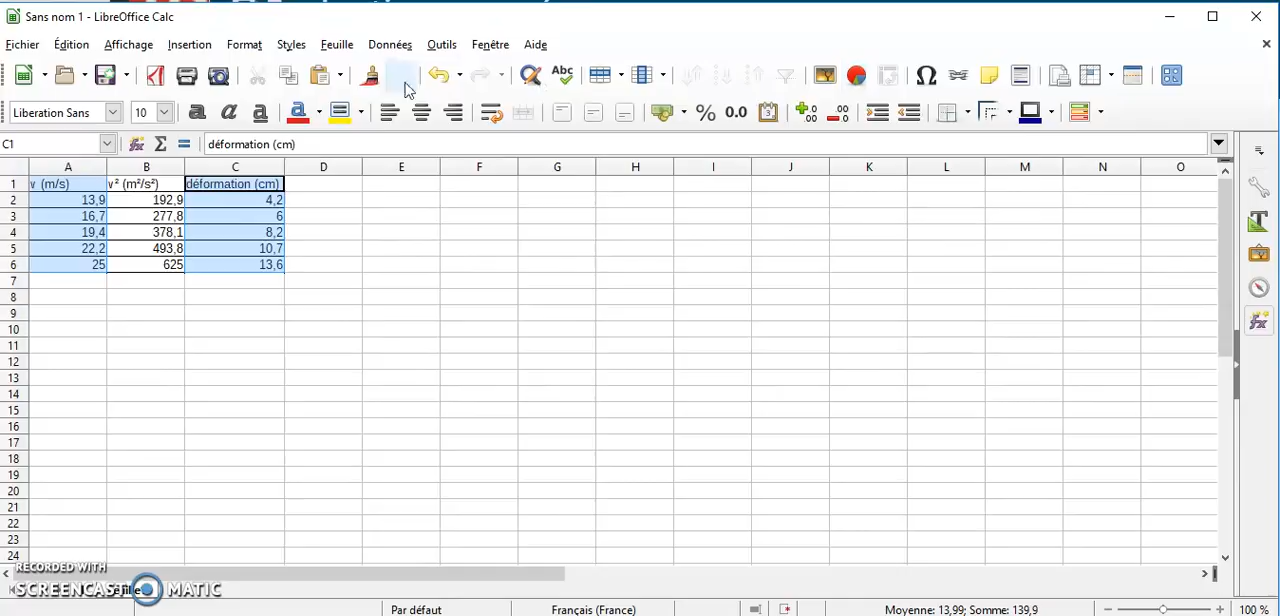 Sans nom 1 - LibreOffice Calc
Fichier Édition Affichage Insertion Format Styles Feuille Données Outils Fenêtre Aide
Abc
Liberation Sans 10 a a a a % 0.0
C1 fx Σ = déformation (cm)
A B C D E F G H I J K L M N O
1 v (m/s) v² (m²/s²) déformation (cm)
2 13,9 192,9 4,2
3 16,7 277,8 6
4 19,4 378,1 8,2
5 22,2 493,8 10,7
6 25 625 13,6
7
8
9
10
11
12
13
14
15
16
17
18
19
20
21
22
23
24
RECORDED WITH
SCREENCAST MATIC
Par défaut Français (France) Moyenne: 13,99; Somme: 139,9 100 %